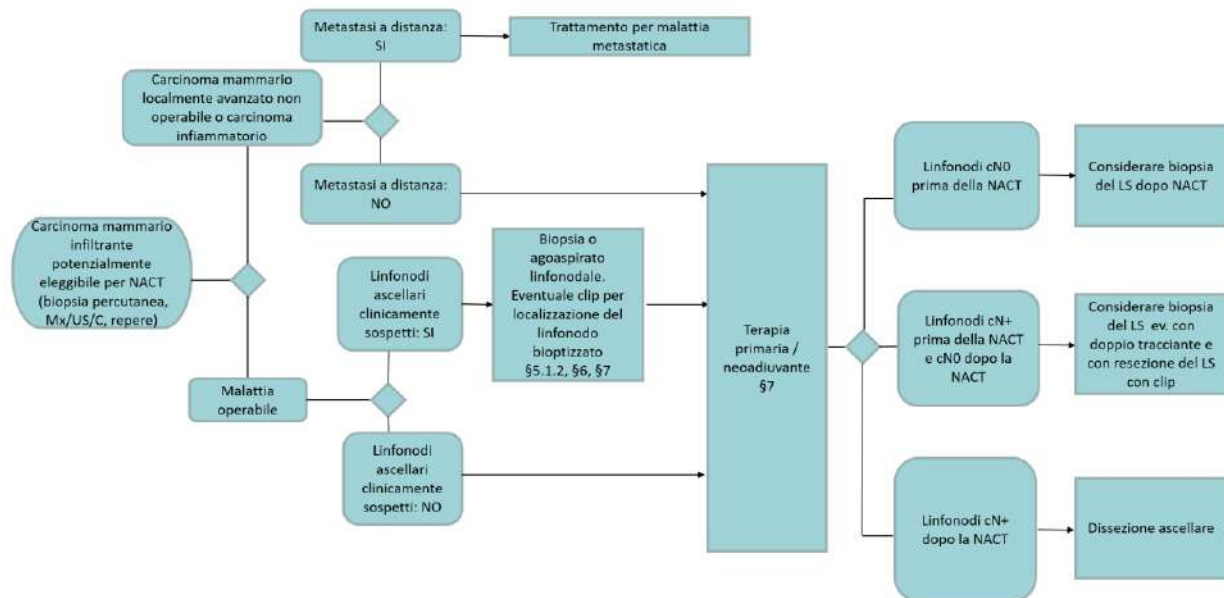 Metastasi a distanza:
SI
Trattamento per malattia
metastatica
Carcinoma mammario
localmente avanzato non
operabile o carcinoma
infiammatorio
Metastasi a distanza:
NO
Carcinoma mammario
infiltrante
potenzialmente
eleggibile per NACT
(biopsia percutanea,
Mx/US/C, repere)
Malattia
operabile
Linfonodi
ascellari
clinicamente
sospetti: SI
Biopsia o
agoaspirato
linfonodale.
Eventuale clip per
localizzazione del
linfonodo
bioptizzato
§5.1.2, §6, §7
Linfonodi
ascellari
clinicamente
sospetti: NO
Terapia
primaria /
neoadiuvante
§7
Linfonodi cN0
prima della NACT
Considerare biopsia
del LS dopo NACT
Linfonodi cN+
prima della NACT
e cN0 dopo la
NACT
Considerare biopsia
del LS ev. con
doppio tracciante e
con resezione del LS
con clip
Linfonodi cN+
dopo la NACT
Dissezione ascellare